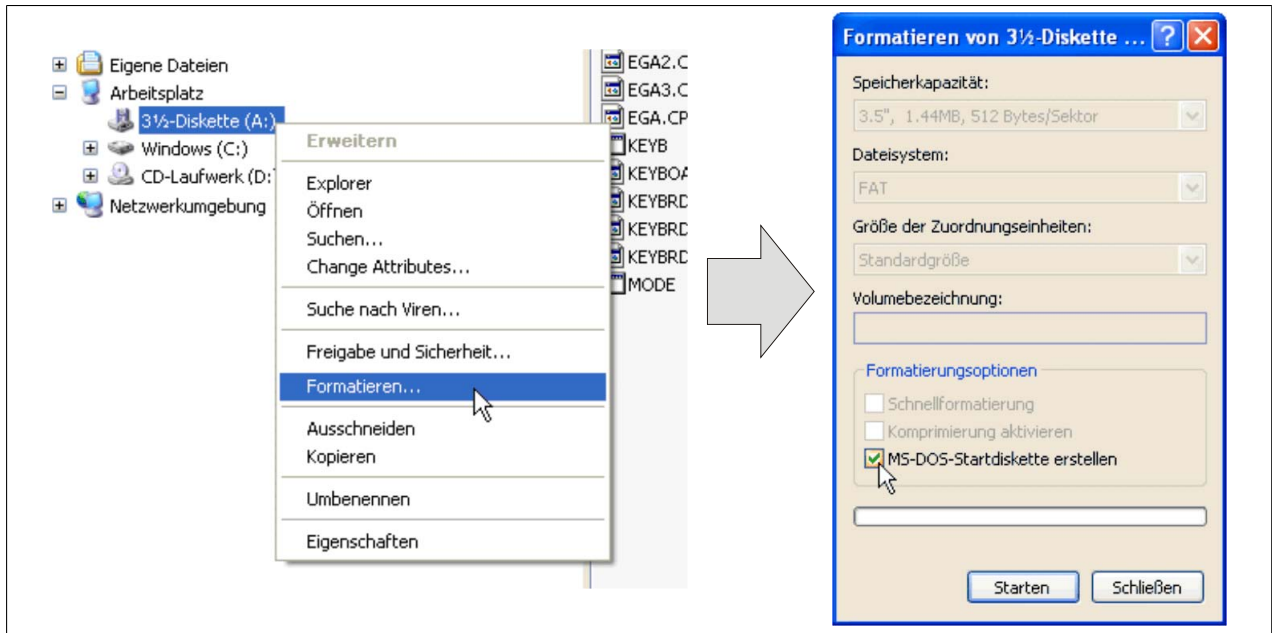 Eigene Dateien
Arbeitsplatz
3½-Diskette (A:)
Windows (C:)
CD-Laufwerk (D:
Netzwerkumgebung
Erweitern
Explorer
Öffnen
Suchen...
Change Attributes...
Suche nach Viren...
Freigabe und Sicherheit...
Formatieren...
Ausschneiden
Kopieren
Umbenennen
Eigenschaften
EGA2.C
EGA3.C
EGA.CP
KEYB
KEYBOA
KEYBRD
KEYBRD
KEYBRD
MODE
Formatieren von 3½-Diskette ...
Speicherkapazität:
3.5", 1.44MB, 512 Bytes/Sektor
Dateisystem:
FAT
Größe der Zuordnungseinheiten:
Standardgröße
Volumebezeichnung:
Formatierungsoptionen
Schnellformatierung
Komprimierung aktivieren
MS-DOS-Startdiskette erstellen
Starten
Schließen